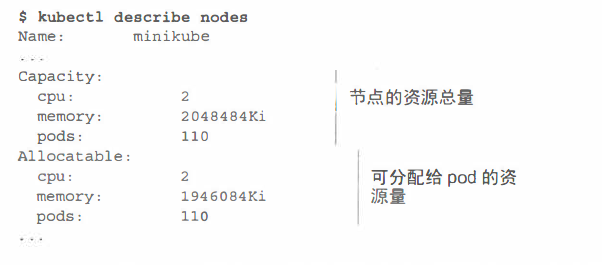 $ kubectl describe nodes
Name: minikube
...
Capacity:
cpu: 2
memory: 2048484Ki
pods: 110
节点的资源总量
Allocatable:
cpu: 2
memory: 1946084Ki
pods: 110
可分配给 pod 的资
源量
...